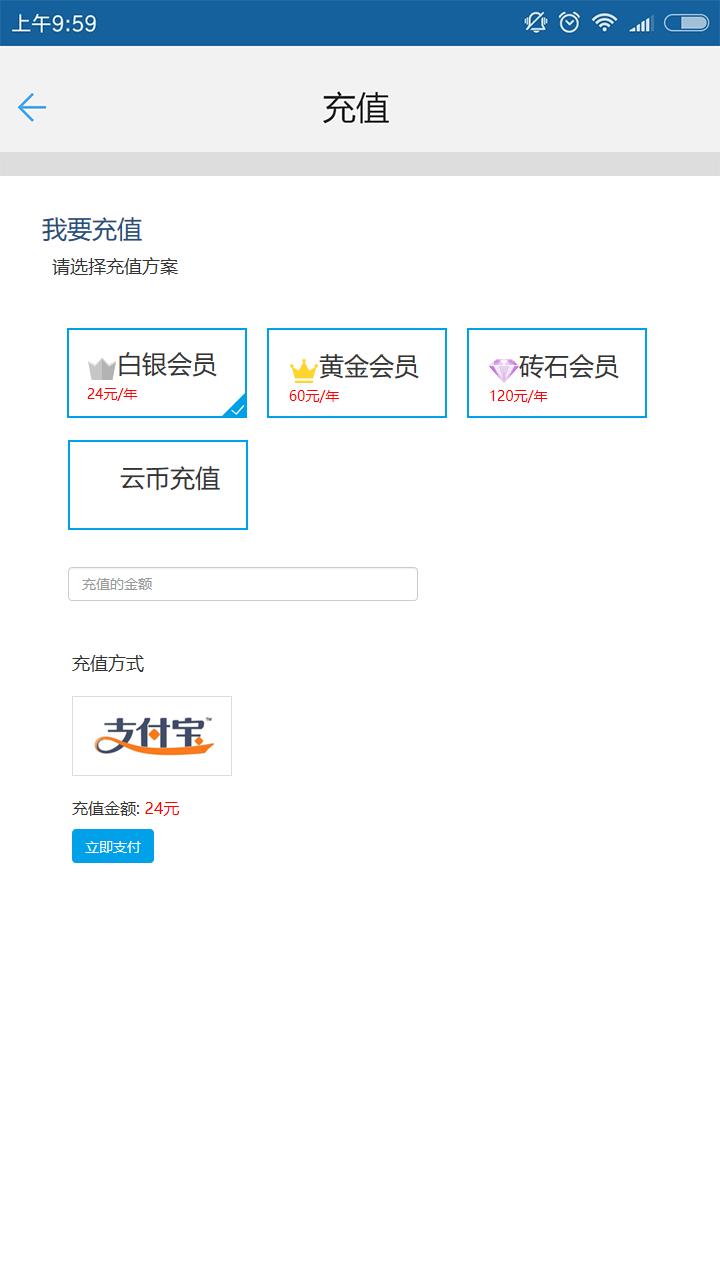 上午9:59
充值
我要充值
请选择充值方案
白银会员
24元/年
黄金会员
60元/年
砖石会员
120元/年
云币充值
充值的金额
充值方式
支付宝™
充值金额: 24元
立即支付